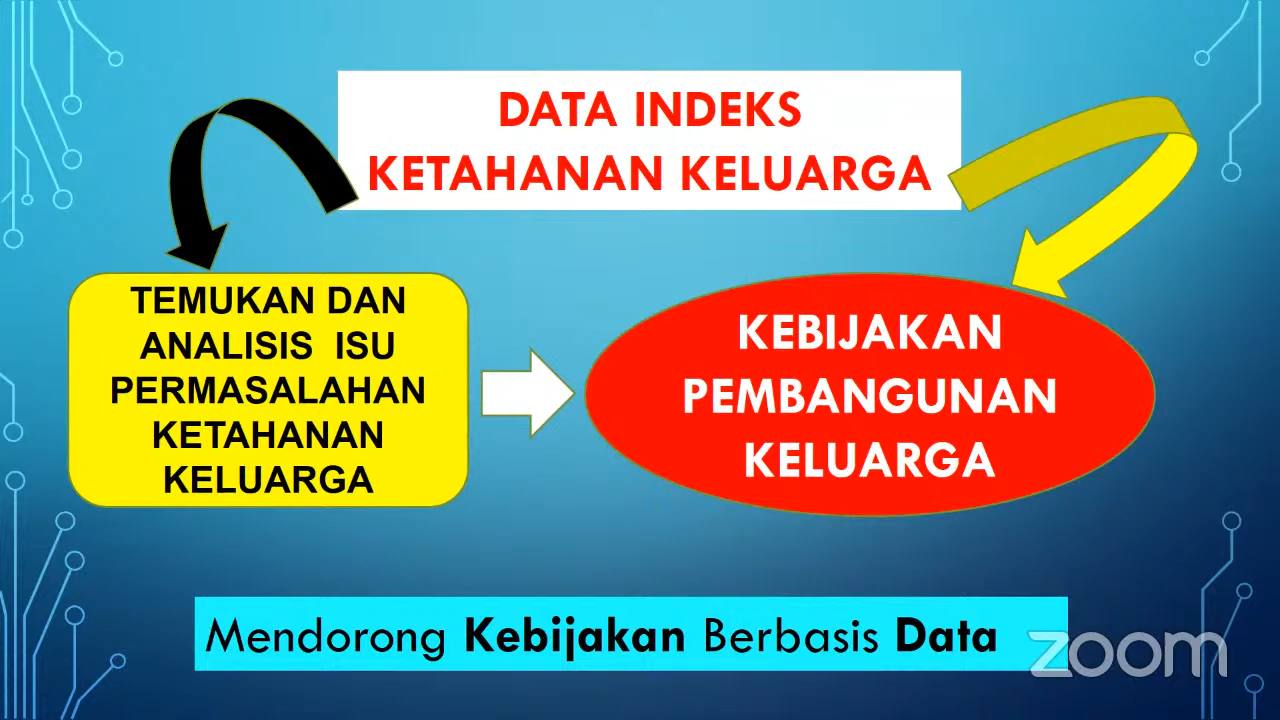 DATA INDEKS
KETAHANAN KELUARGA
TEMUKAN DAN
ANALISIS ISU
PERMASALAHAN
KETAHANAN
KELUARGA
KEBIJAKAN
PEMBANGUNAN
KELUARGA
Mendorong Kebijakan Berbasis Data
zoom